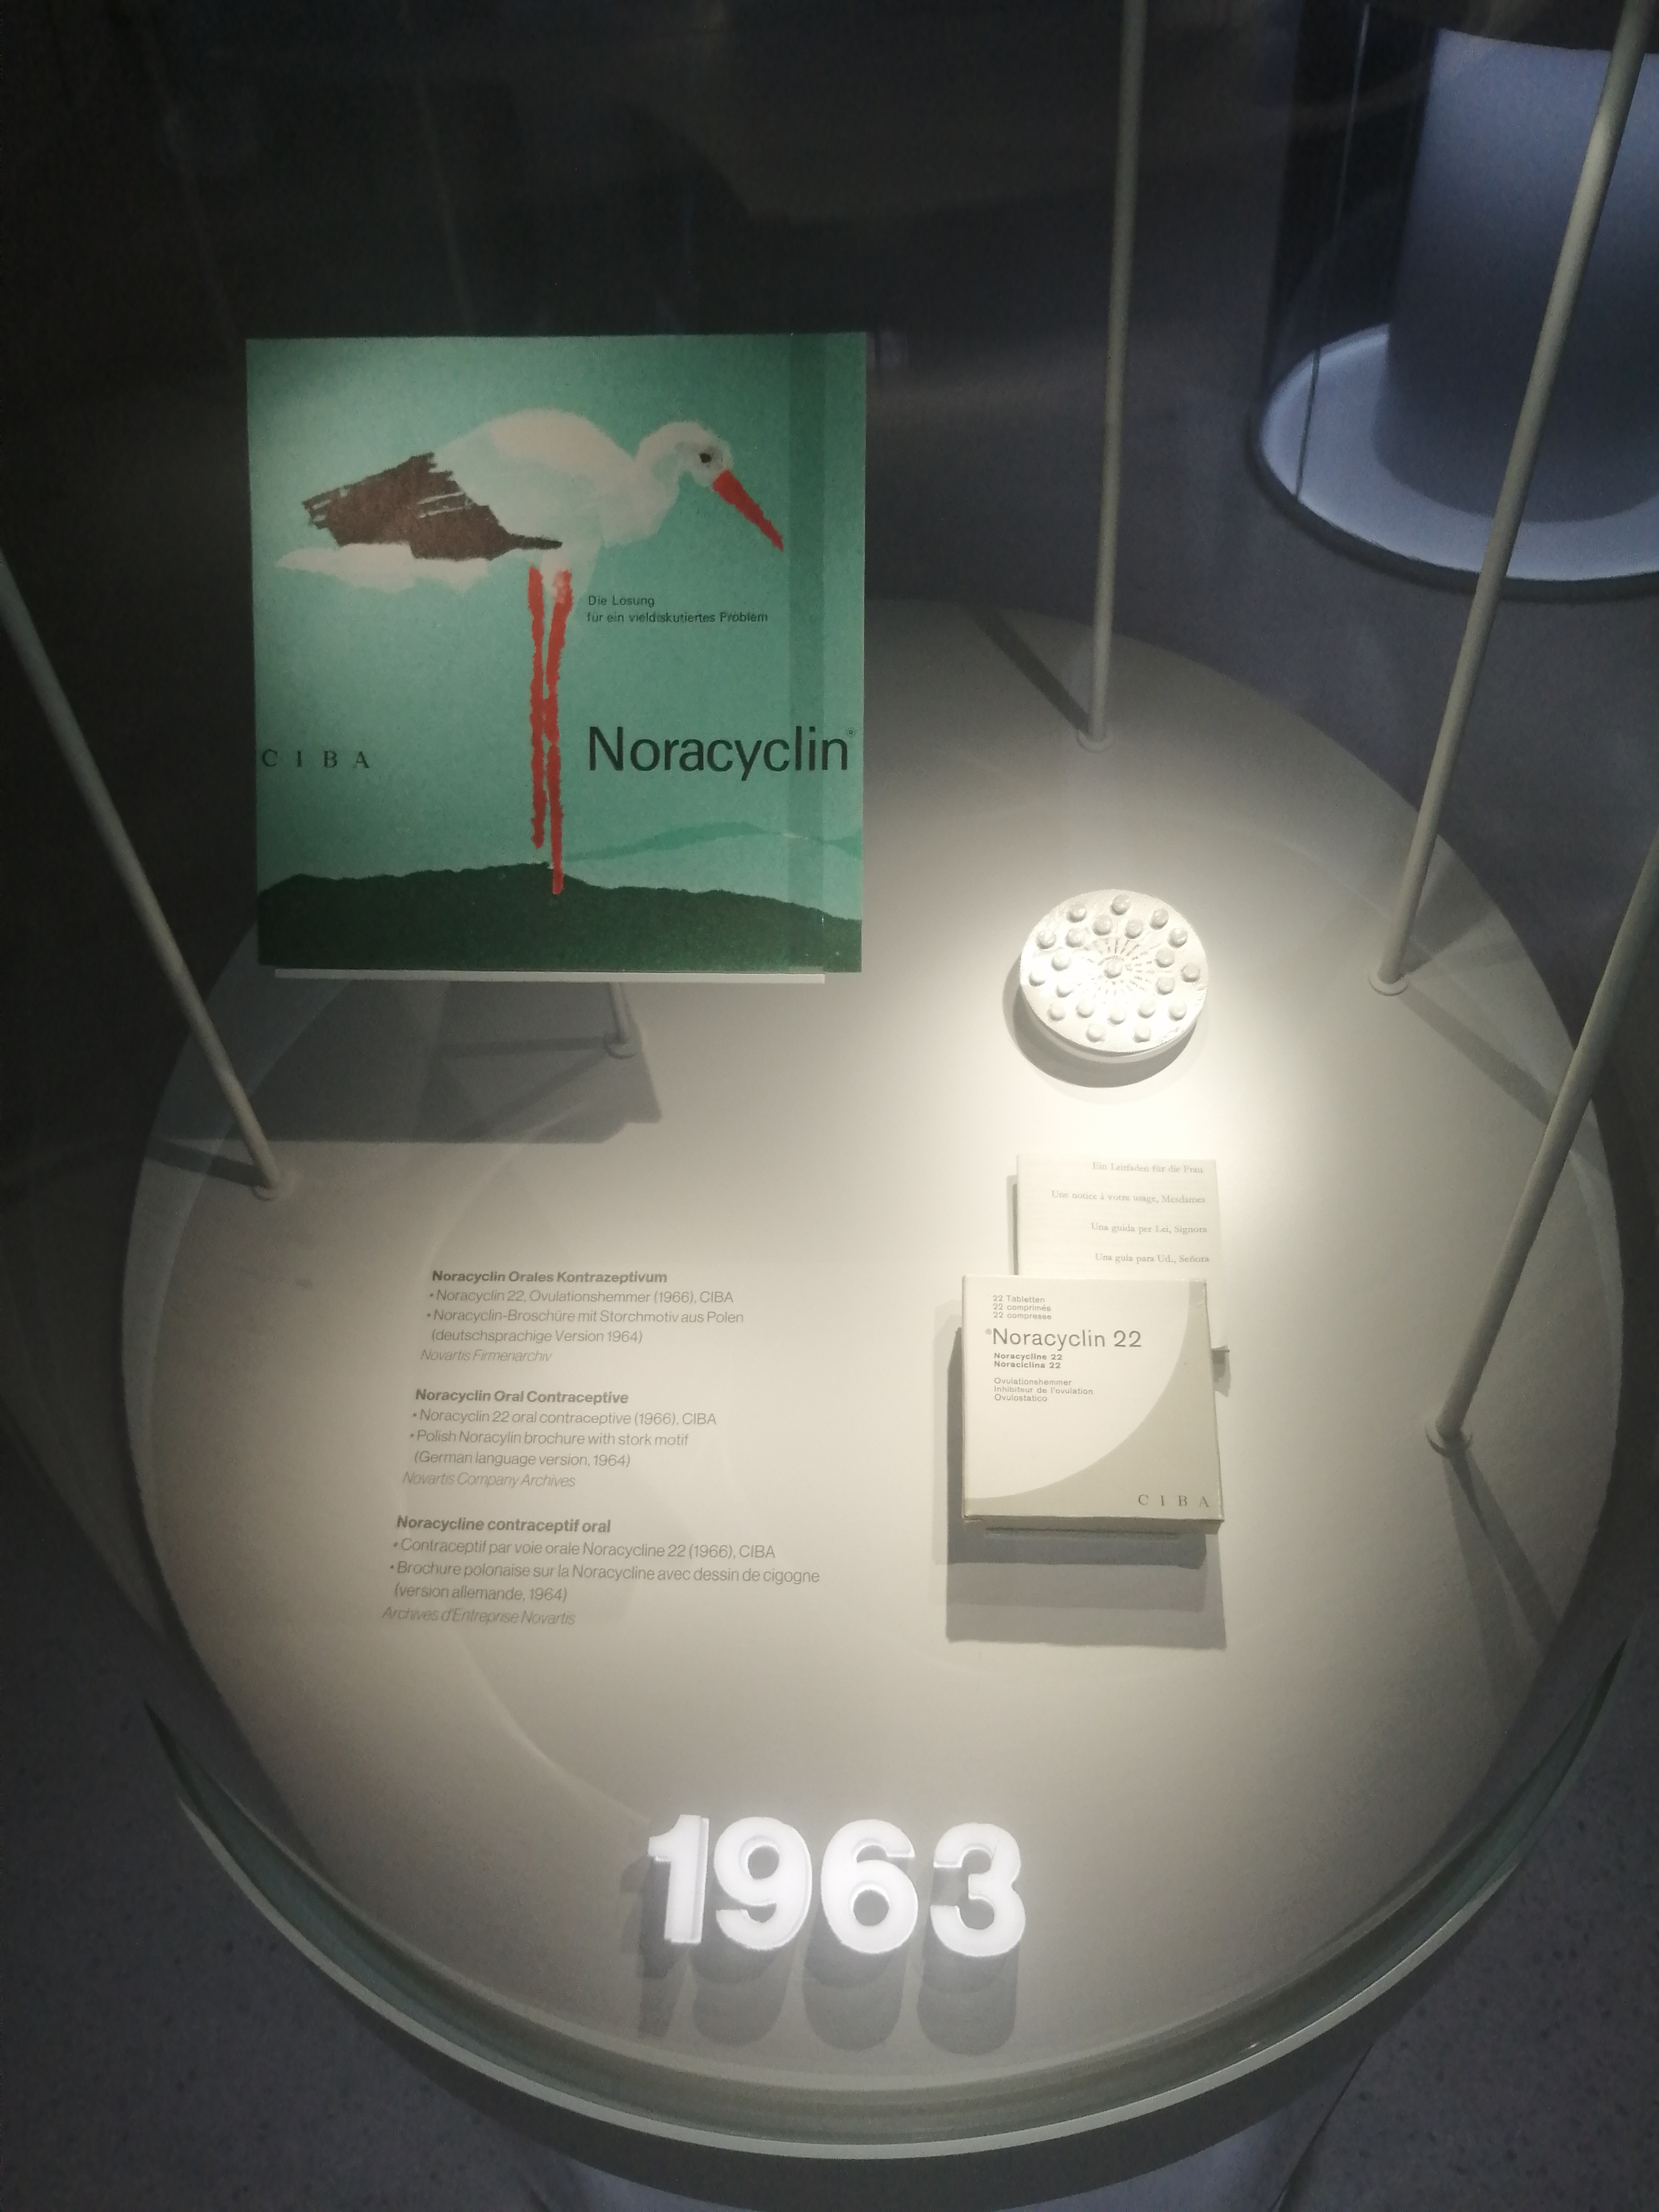 Die Lösung
für ein vieldiskutiertes Problem
CIBA
Noracyclin®
Ein Leitfaden für die Frau
Une notice à votre usage, Mesdames
Una guida per Lei, Signora
Una guia para Ud., Señora
22 Tabletten
22 comprimés
22 compresse
®Noracyclin 22
Noracycline 22
Noraciclina 22
Ovulationshemmer
Inhibiteur de l'ovulation
Ovulostatico
CIBA
Noracyclin Orales Kontrazeptivum
• Noracyclin 22, Ovulationshemmer (1966), CIBA
• Noracyclin-Broschüre mit Storchmotiv aus Polen
(deutschsprachige Version 1964)
Novartis Firmenarchiv
Noracyclin Oral Contraceptive
• Noracyclin 22 oral contraceptive (1966), CIBA
• Polish Noracylin brochure with stork motif
(German language version, 1964)
Novartis Company Archives
Noracycline contraceptif oral
• Contraceptif par voie orale Noracycline 22 (1966), CIBA
• Brochure polonaise sur la Noracycline avec dessin de cigogne
(version allemande, 1964)
Archives d'Entreprise Novartis
1963